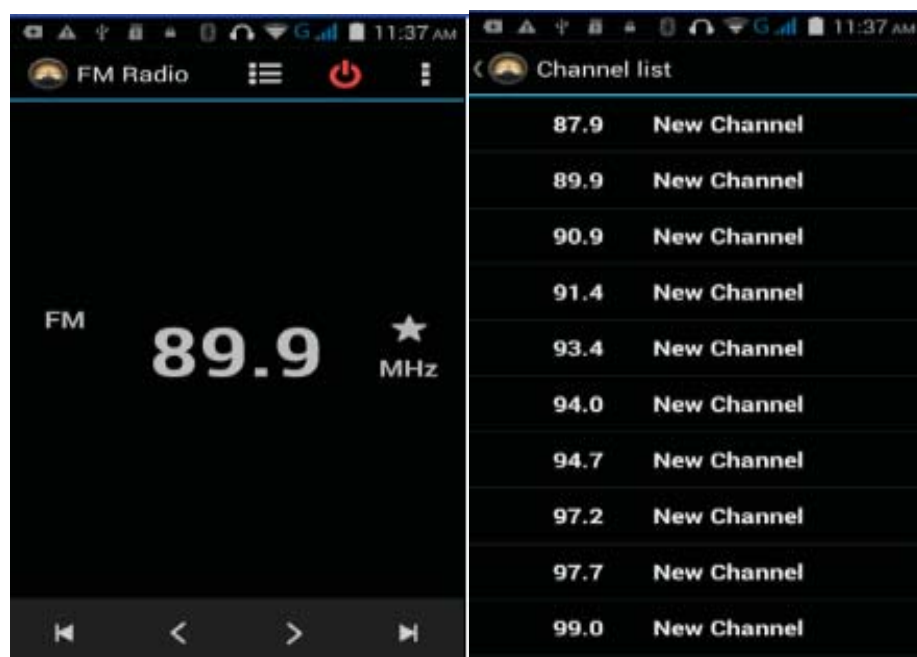 G 11:37 AM
FM Radio
FM
89.9
MHz
G 11:37 AM
Channel list
87.9 New Channel
89.9 New Channel
90.9 New Channel
91.4 New Channel
93.4 New Channel
94.0 New Channel
94.7 New Channel
97.2 New Channel
97.7 New Channel
99.0 New Channel